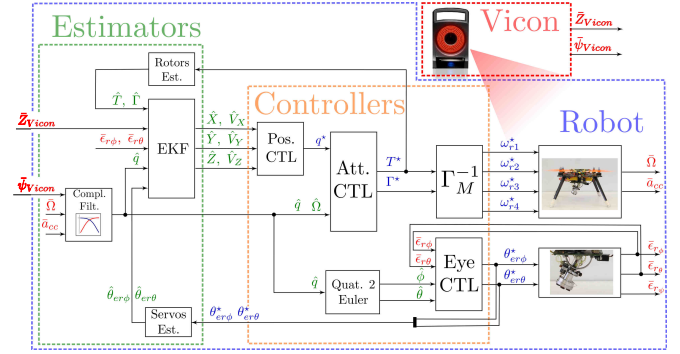 Estimators
Vicon
Z̄_Vicon
ψ̄_Vicon
Rotors
Est.
Controllers
Robot
T̂, Γ̂
Z̄_Vicon
ε̄_rφ, ε̄_rθ
q̂
EKF
X̂, V̂_X
Ŷ, V̂_Y
Ẑ, V̂_Z
Pos.
CTL
q*
Att.
CTL
T*
Γ*
Γ_M^-1
ω*_r1
ω*_r2
ω*_r3
ω*_r4
Ω̄
ā_cc
ψ̄_Vicon
Ω̄
ā_cc
Compl.
Filt.
q̂ Ω̂
q̂
Quat. 2
Euler
ε̄_rφ
ε̄_rθ
φ̂
θ̂
Eye
CTL
θ*_erφ
θ*_erθ
ε̄_rφ
ε̄_rθ
ε̄_rψ
θ̂_erφ θ̂_erθ
Servos
Est.
θ*_erφ θ*_erθ